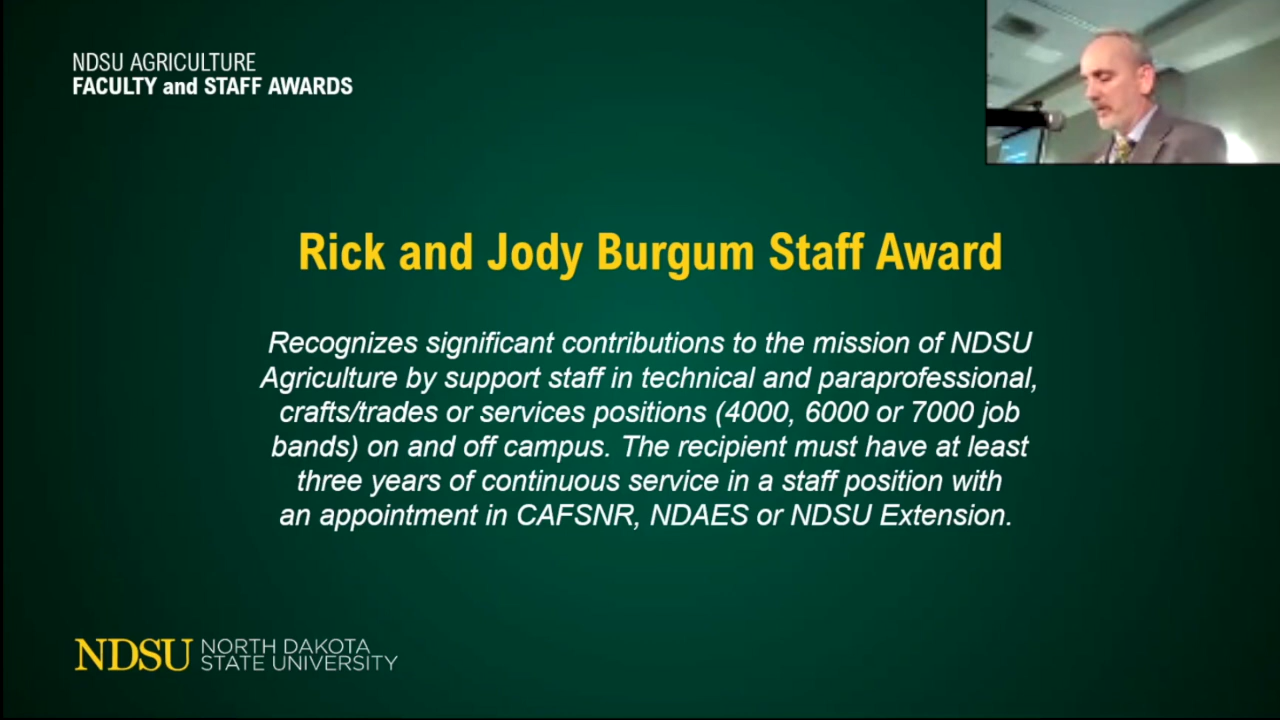 NDSU AGRICULTURE
FACULTY and STAFF AWARDS
Rick and Jody Burgum Staff Award
Recognizes significant contributions to the mission of NDSU
Agriculture by support staff in technical and paraprofessional,
crafts/trades or services positions (4000, 6000 or 7000 job
bands) on and off campus. The recipient must have at least
three years of continuous service in a staff position with
an appointment in CAFSNR, NDAES or NDSU Extension.
NDSU NORTH DAKOTA
STATE UNIVERSITY